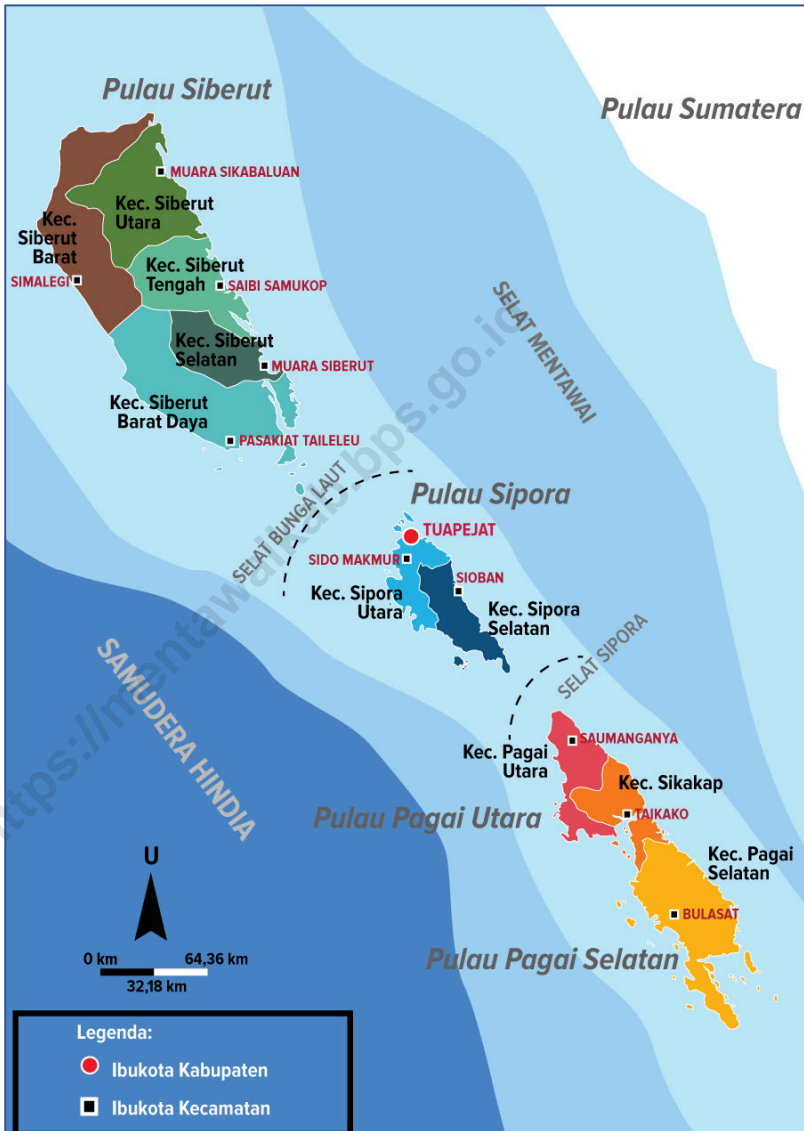 Pulau Siberut
Pulau Sumatera
MUARA SIKABALUAN
Kec. Siberut
Utara
Kec.
Siberut
Barat
Kec. Siberut
Tengah
SIMALEGI
SAIBI SAMUKOP
SELAT MENTAWAI
Kec. Siberut
Selatan
MUARA SIBERUT
Kec. Siberut
Barat Daya
PASAKIAT TAILELEU
SELAT BUNGA LAUT
Pulau Sipora
TUAPEJAT
SIDO MAKMUR
SIOBAN
Kec. Sipora
Utara
Kec. Sipora
Selatan
SELAT SIPORA
SAMUDERA HINDIA
Kec. Pagai
Utara
SAUMANGANYA
Kec. Sikakap
Pulau Pagai Utara
TAIKAKO
Kec. Pagai
Selatan
BULASAT
Pulau Pagai Selatan
U
0 km
64,36 km
32,18 km
Legenda:
Ibukota Kabupaten
Ibukota Kecamatan
https://mentawaikab.bps.go.id